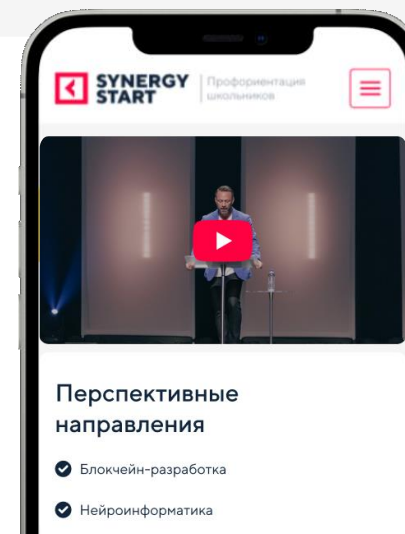 SYNERGY
START
Профориентация
школьников
Перспективные
направления
Блокчейн-разработка
Нейроинформатика